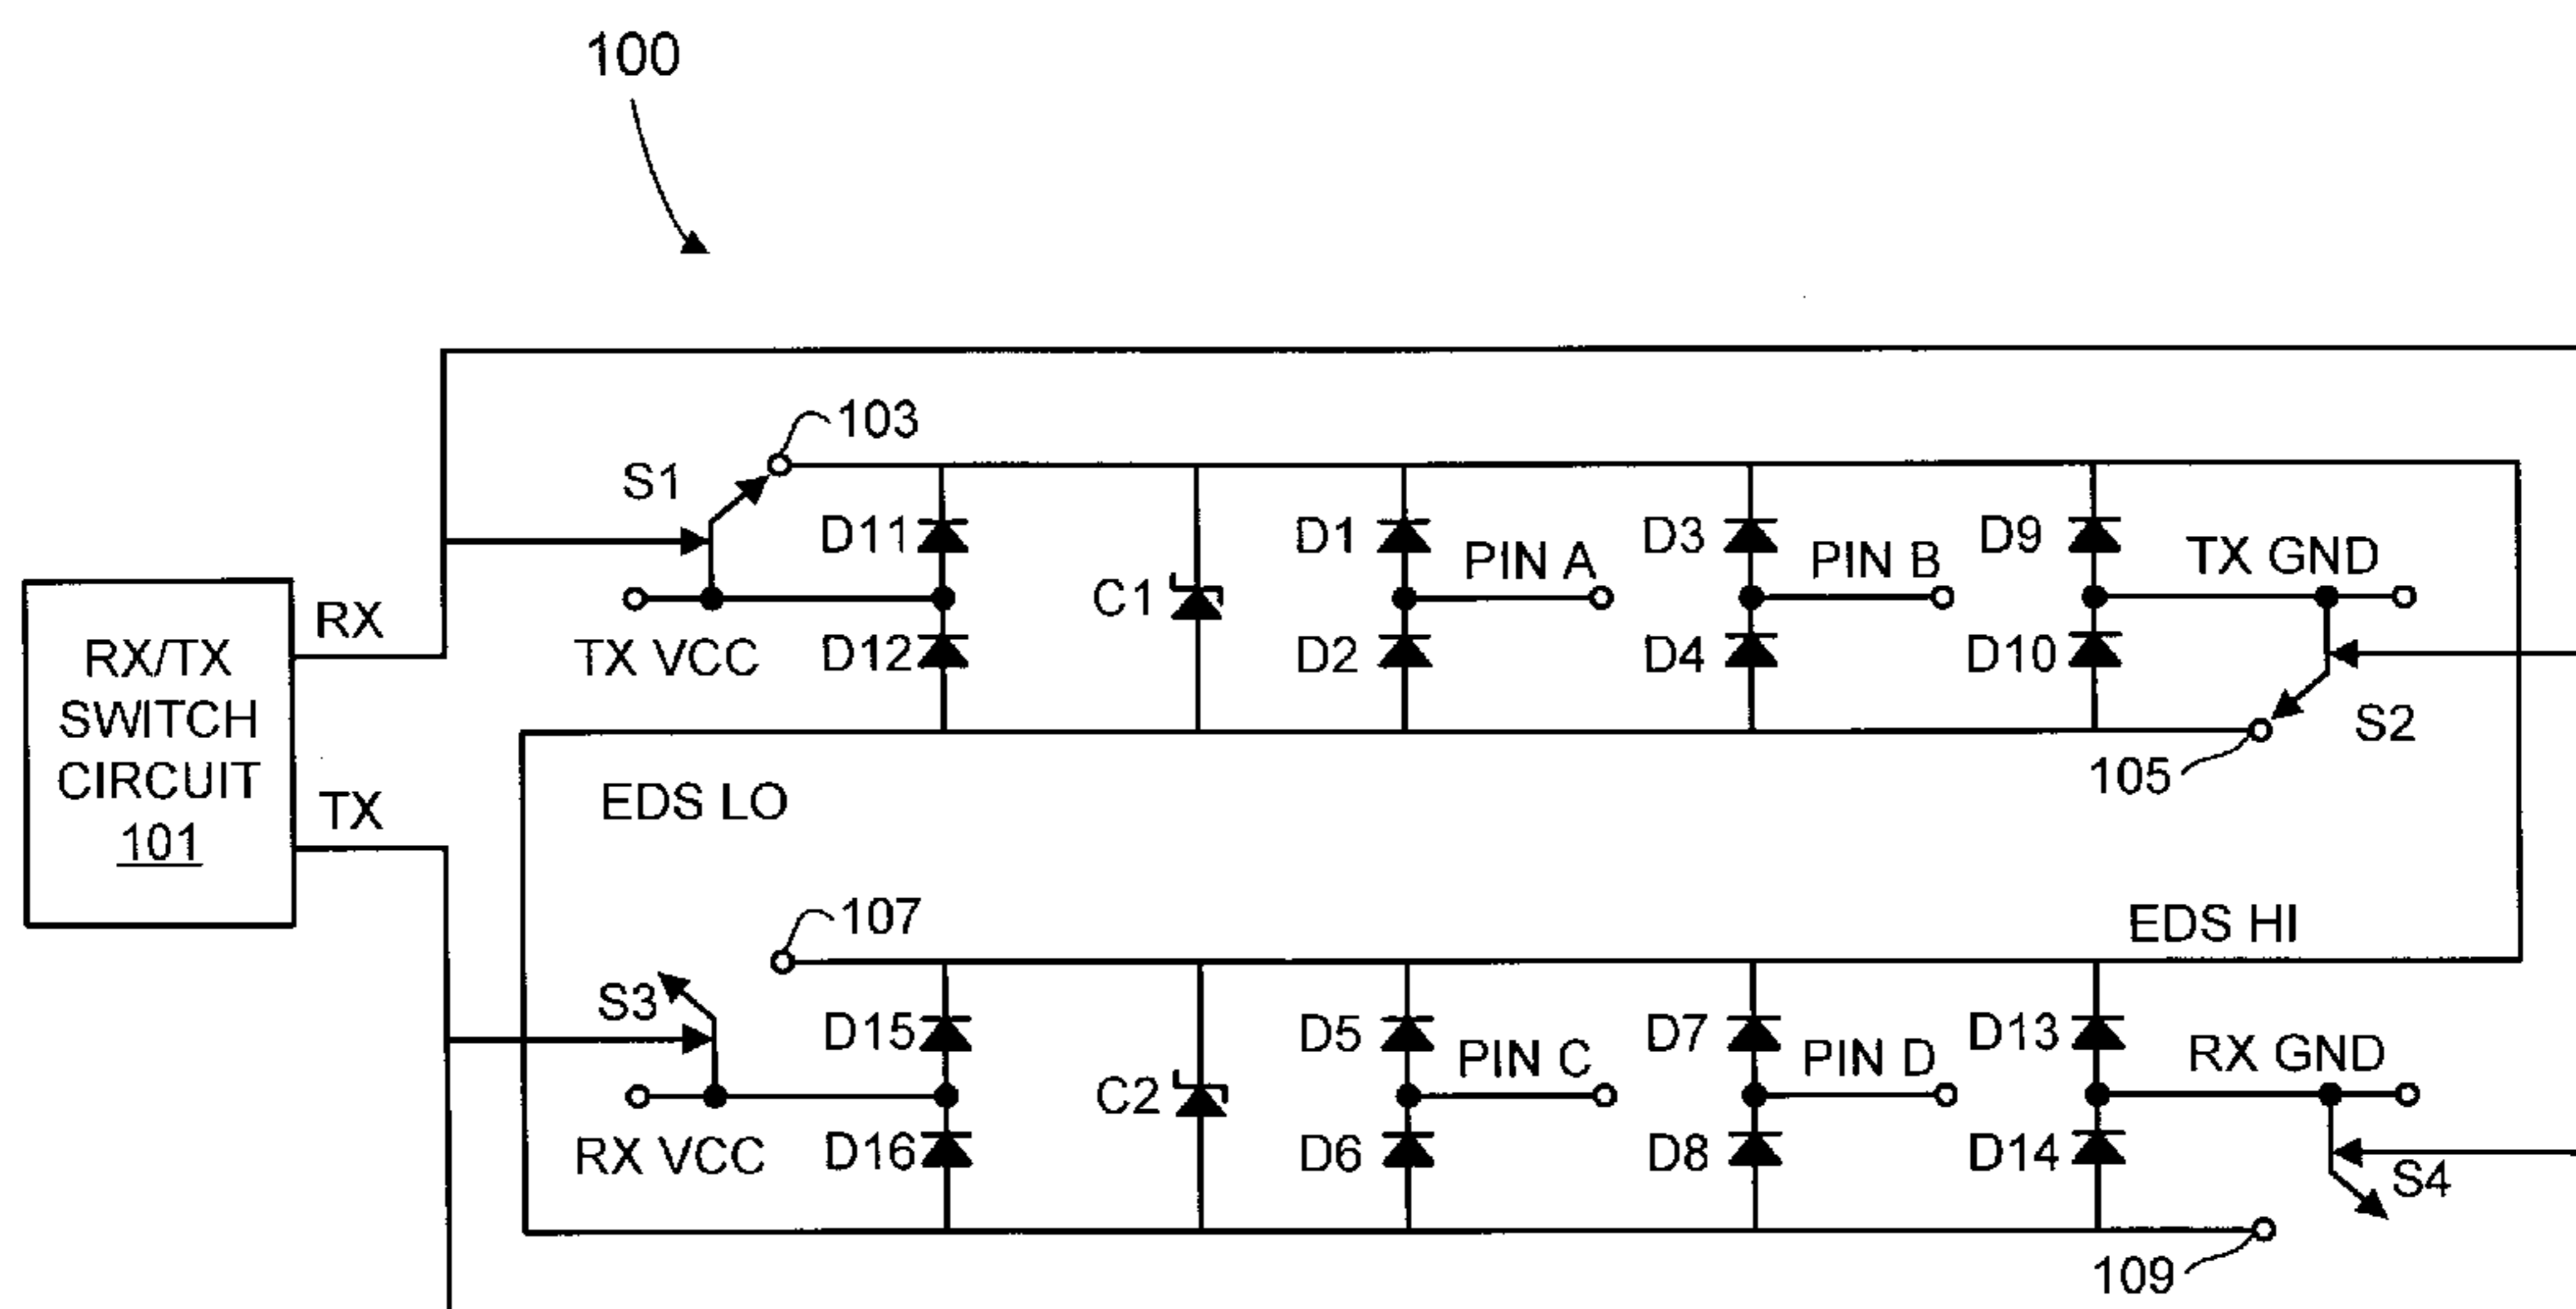 100
103
S1
D11
D1
D3
D9
PIN A
PIN B
TX GND
C1
RX
TX VCC
D12
D2
D4
D10
S2
RX/TX
SWITCH
CIRCUIT
101
TX
EDS LO
105
107
EDS HI
S3
D15
D5
D7
D13
PIN C
PIN D
RX GND
C2
RX VCC
D16
D6
D8
D14
S4
109